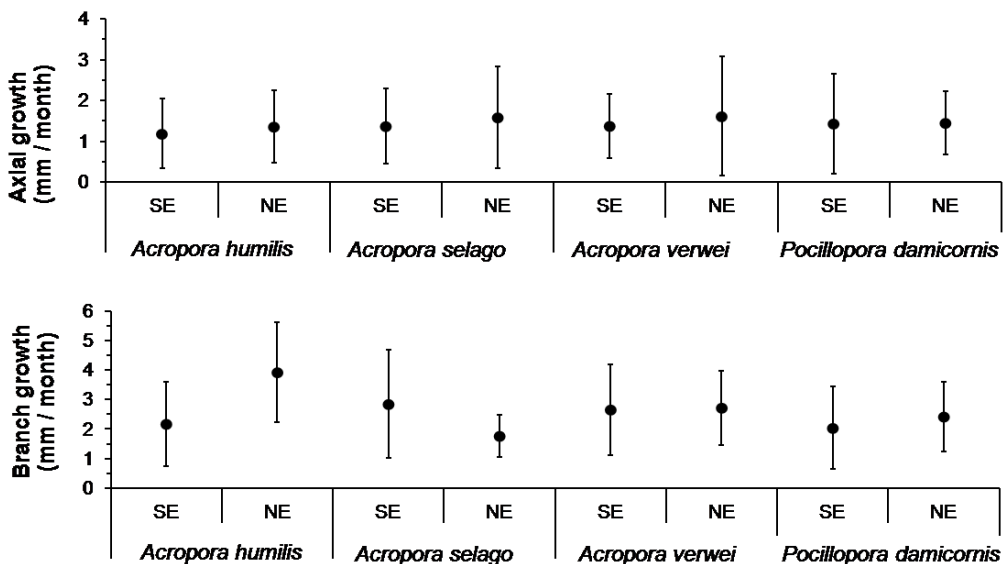 Axial growth
(mm / month)
4
3
2
1
0
SE NE SE NE SE NE SE NE
Acropora humilis Acropora selago Acropora verwei Pocillopora damicornis
Branch growth
(mm / month)
6
5
4
3
2
1
0
SE NE SE NE SE NE SE NE
Acropora humilis Acropora selago Acropora verwei Pocillopora damicornis